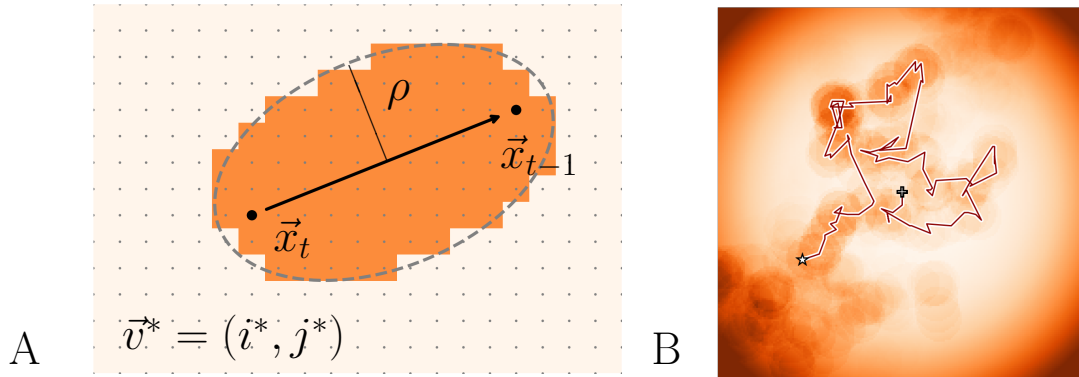 ρ
x⃗_{t−1}
x⃗_t
v⃗* = (i*, j*)
A
B